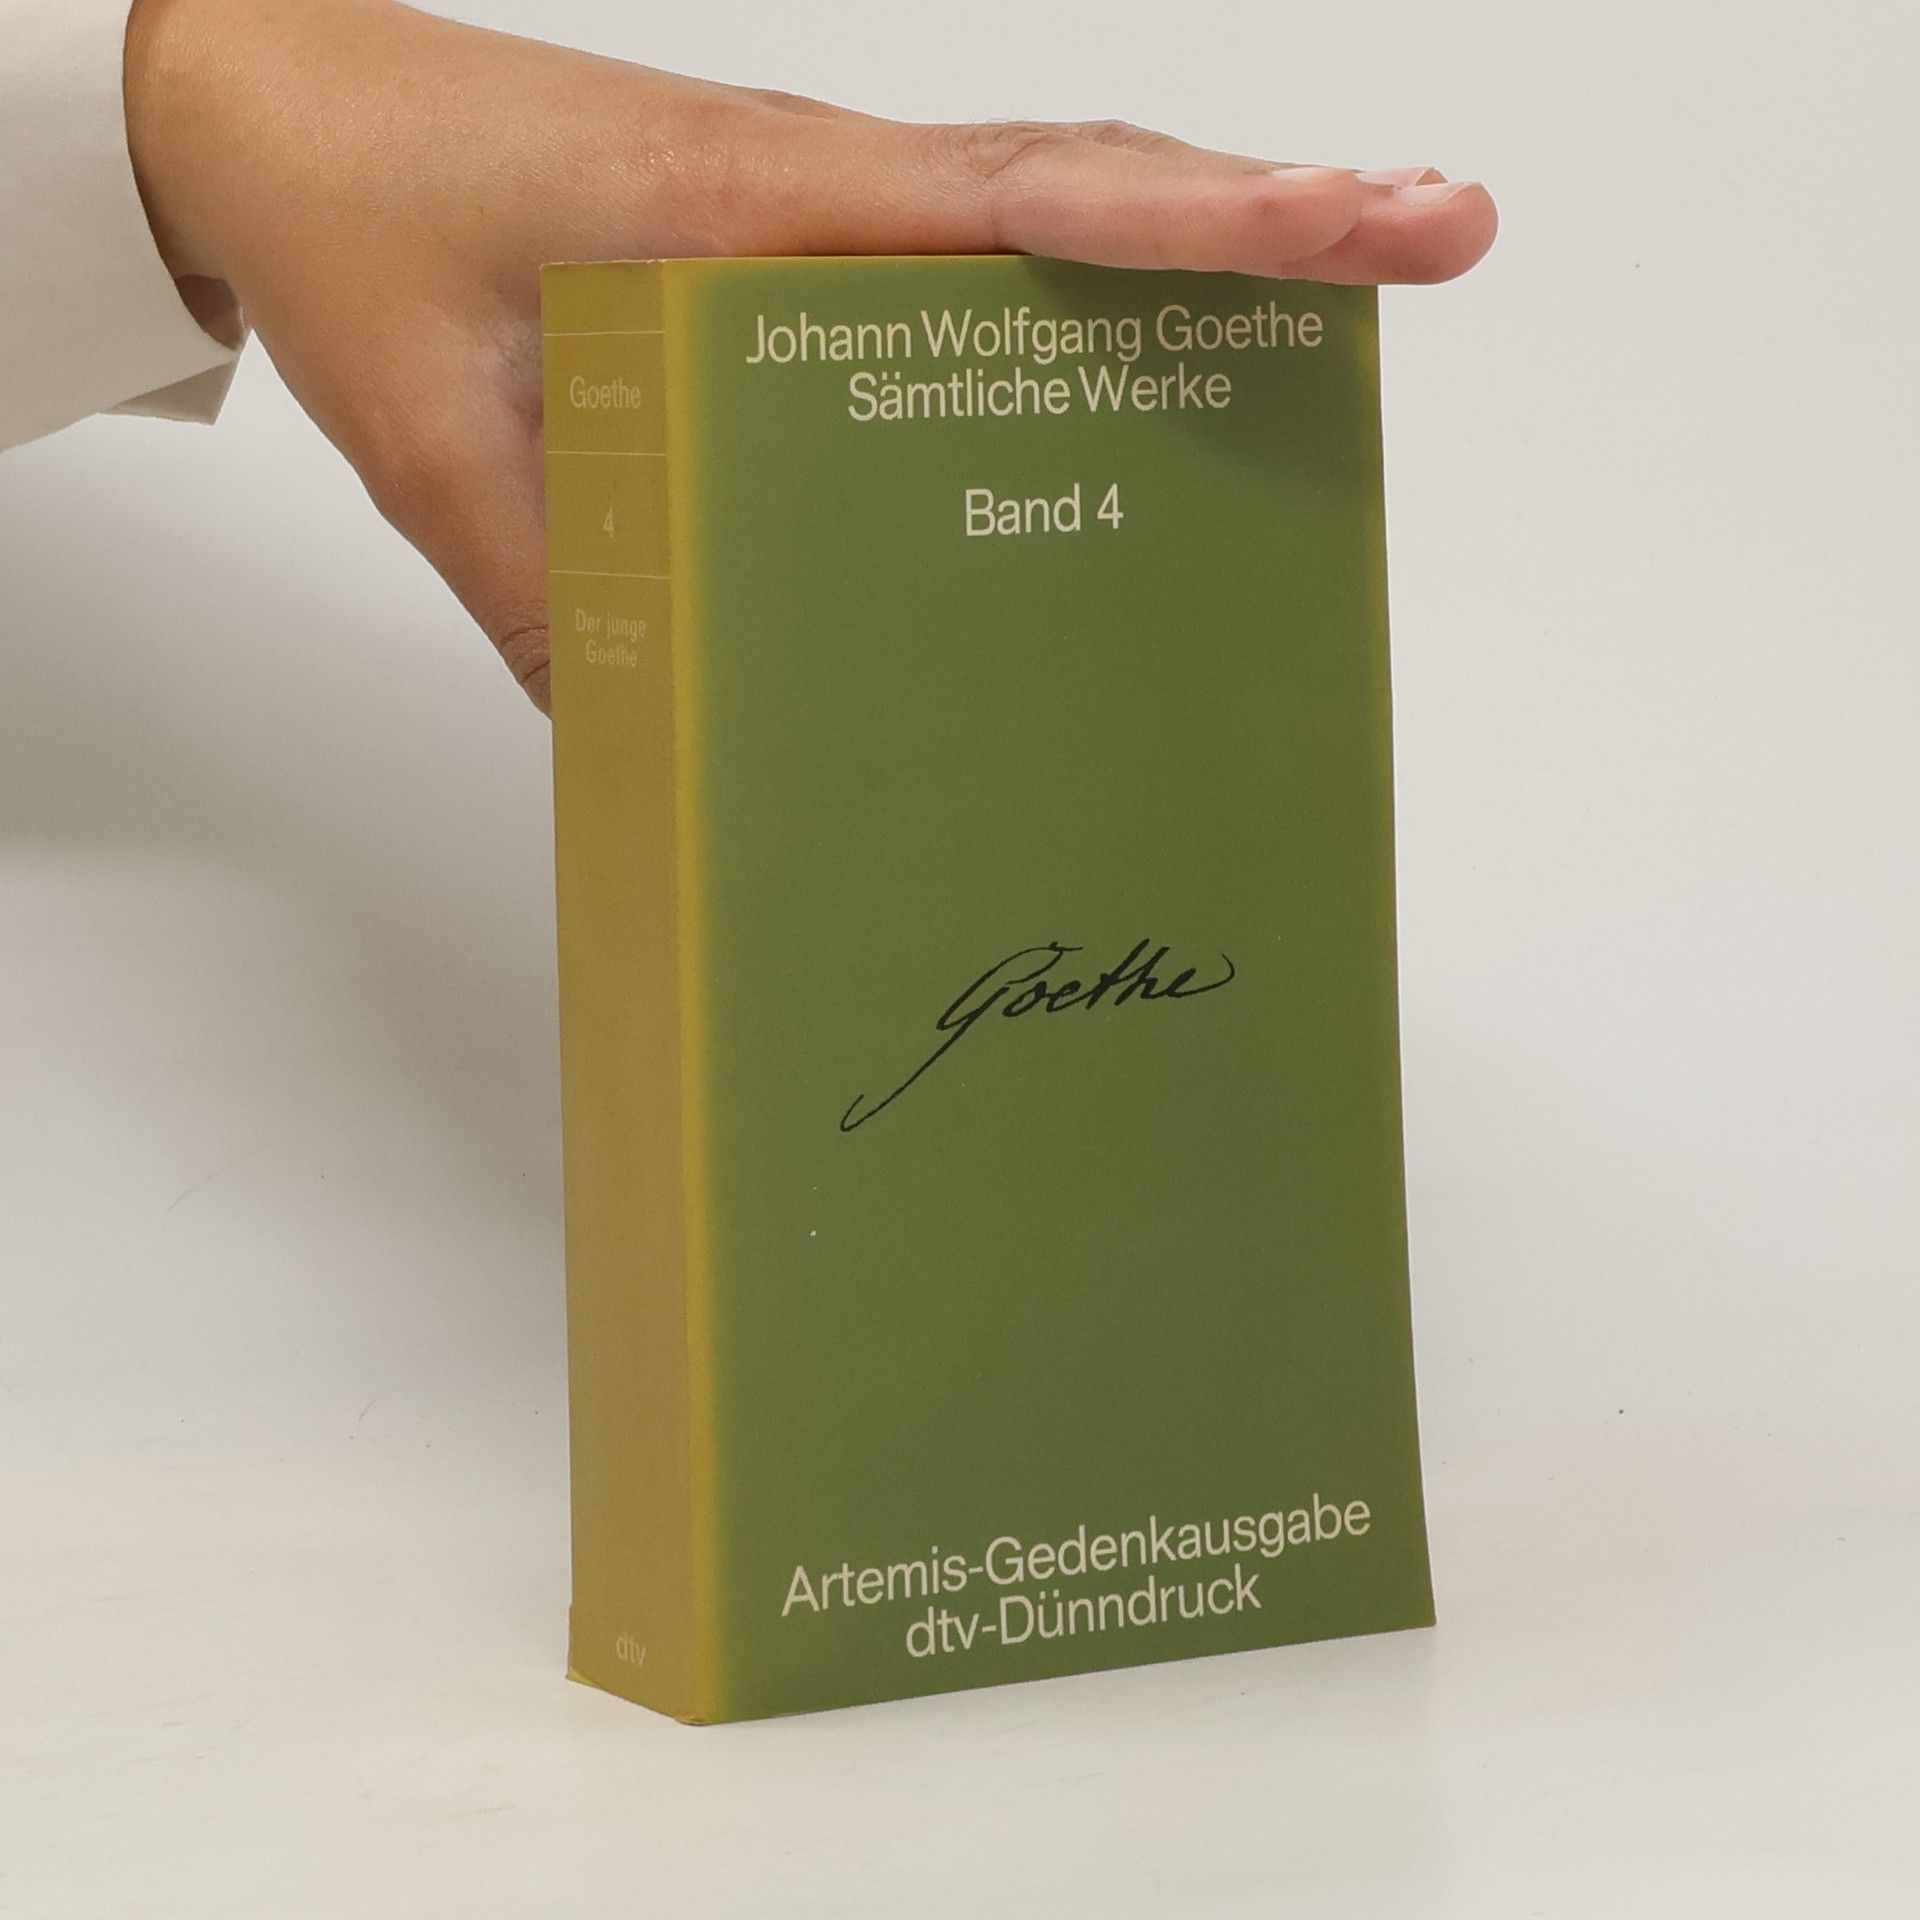 Goethe
4
Der junge
Goethe
dtv
Johann Wolfgang Goethe
Sämtliche Werke
Band 4
Goethe
Artemis-Gedenkausgabe
dtv-Dünndruck